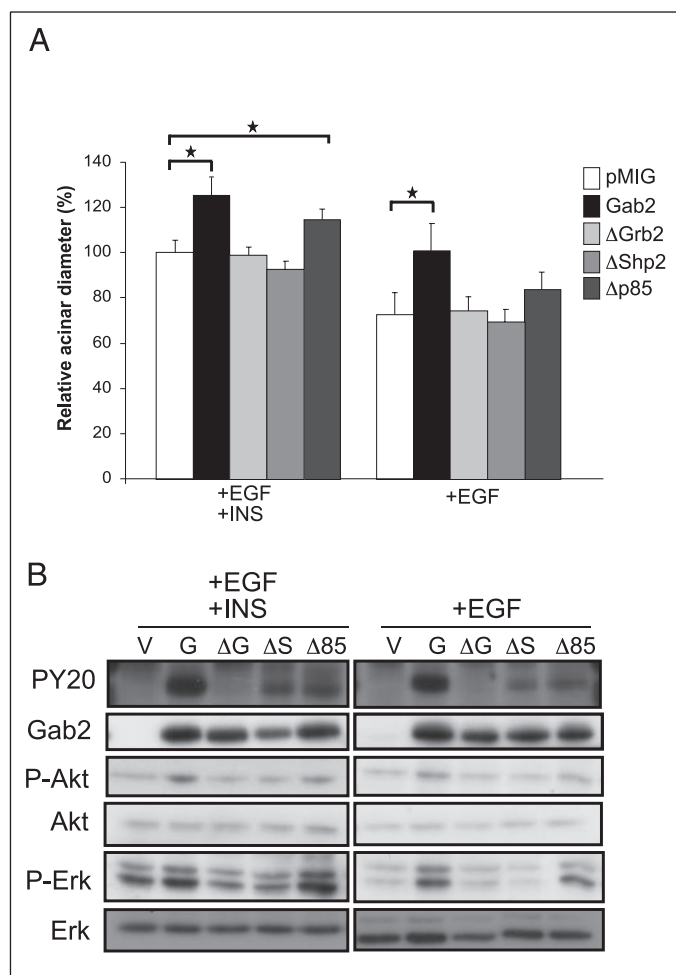 A
Relative acinar diameter (%)
140
120
100
80
60
40
20
0
pMIG
Gab2
ΔGrb2
ΔShp2
Δp85
+EGF
+INS
+EGF
B
+EGF
+INS
+EGF
V G ΔG ΔS Δ85 V G ΔG ΔS Δ85
PY20
Gab2
P-Akt
Akt
P-Erk
Erk